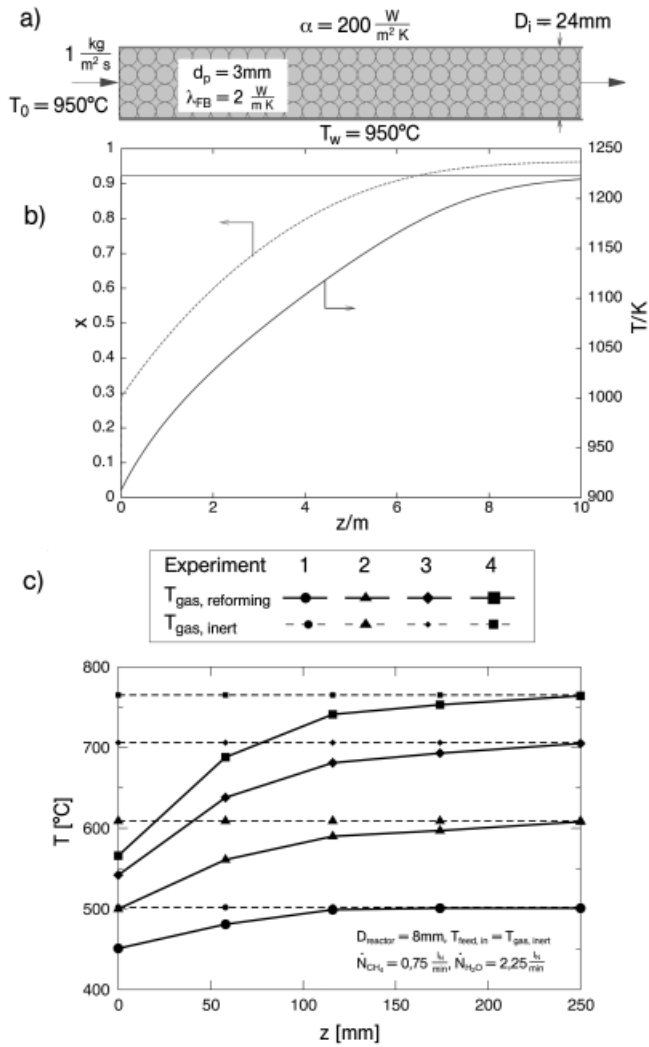 a)
α = 200 W/m² K
D_i = 24mm
1 kg/m² s
d_p = 3mm
λ_FB = 2 W/m K
T_0 = 950°C
T_w = 950°C
b)
1
0.9
0.8
0.7
0.6
0.5
0.4
0.3
0.2
0.1
0
x
1250
1200
1150
1100
1050
1000
950
900
T/K
0 2 4 6 8 10
z/m
c)
Experiment 1 2 3 4
T_gas, reforming
T_gas, inert
800
700
600
500
400
T [ºC]
D_reactor = 8mm, T_feed, in = T_gas, inert
Ṅ_CH₄ = 0,75 l_N/min, Ṅ_H₂O = 2,25 l_N/min
0 50 100 150 200 250
z [mm]